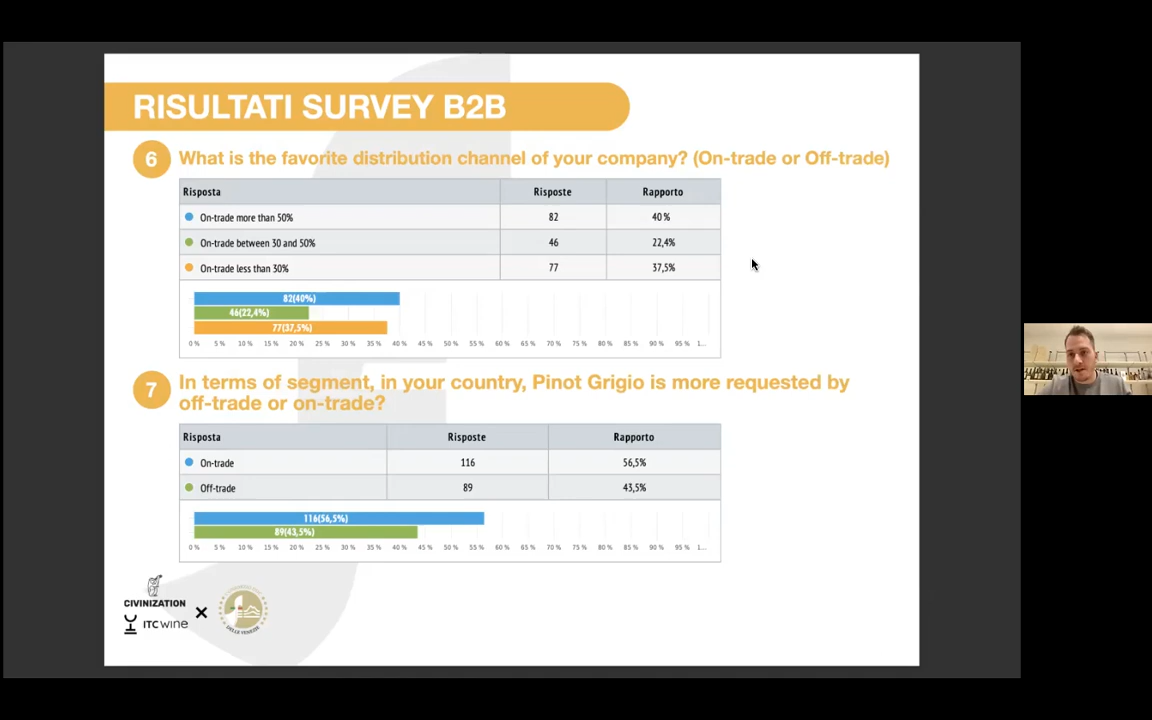 RISULTATI SURVEY B2B
6 What is the favorite distribution channel of your company? (On-trade or Off-trade)
Risposta Risposte Rapporto
On-trade more than 50% 82 40 %
On-trade between 30 and 50% 46 22,4%
On-trade less than 30% 77 37,5%
82(40%)
46(22,4%)
77(37,5%)
0 % 5 % 10 % 15 % 20 % 25 % 30 % 35 % 40 % 45 % 50 % 55 % 60 % 65 % 70 % 75 % 80 % 85 % 90 % 95 % 1...
7 In terms of segment, in your country, Pinot Grigio is more requested by
off-trade or on-trade?
Risposta Risposte Rapporto
On-trade 116 56,5%
Off-trade 89 43,5%
116(56,5%)
89(43,5%)
0 % 5 % 10 % 15 % 20 % 25 % 30 % 35 % 40 % 45 % 50 % 55 % 60 % 65 % 70 % 75 % 80 % 85 % 90 % 95 % 1...
CIVINIZATION
ITC wine X
DELLE VENEZIE